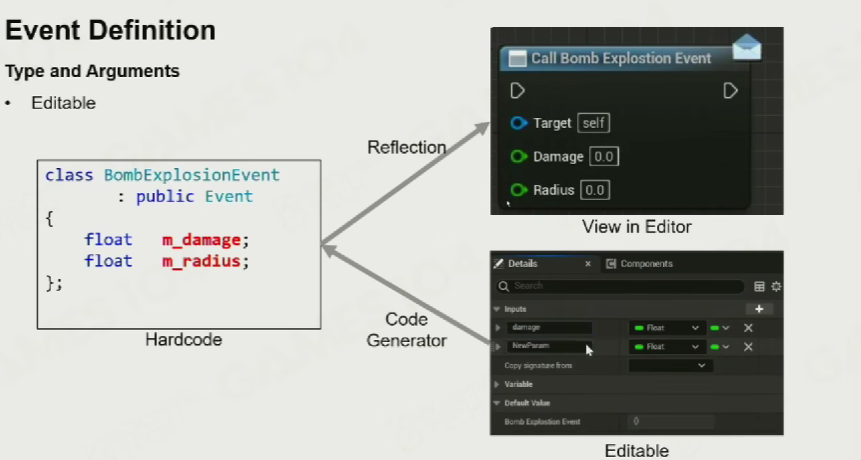 Event Definition
Type and Arguments
• Editable
class BombExplosionEvent
: public Event
{
float m_damage;
float m_radius;
};
Hardcode
Reflection
Code
Generator
Call Bomb Explostion Event
Target self
Damage 0.0
Radius 0.0
View in Editor
Details × Components
Search
Inputs +
damage Float
NewParam Float
Copy signature from
Variable
Default Value
Bomb Explostion Event 0
Editable